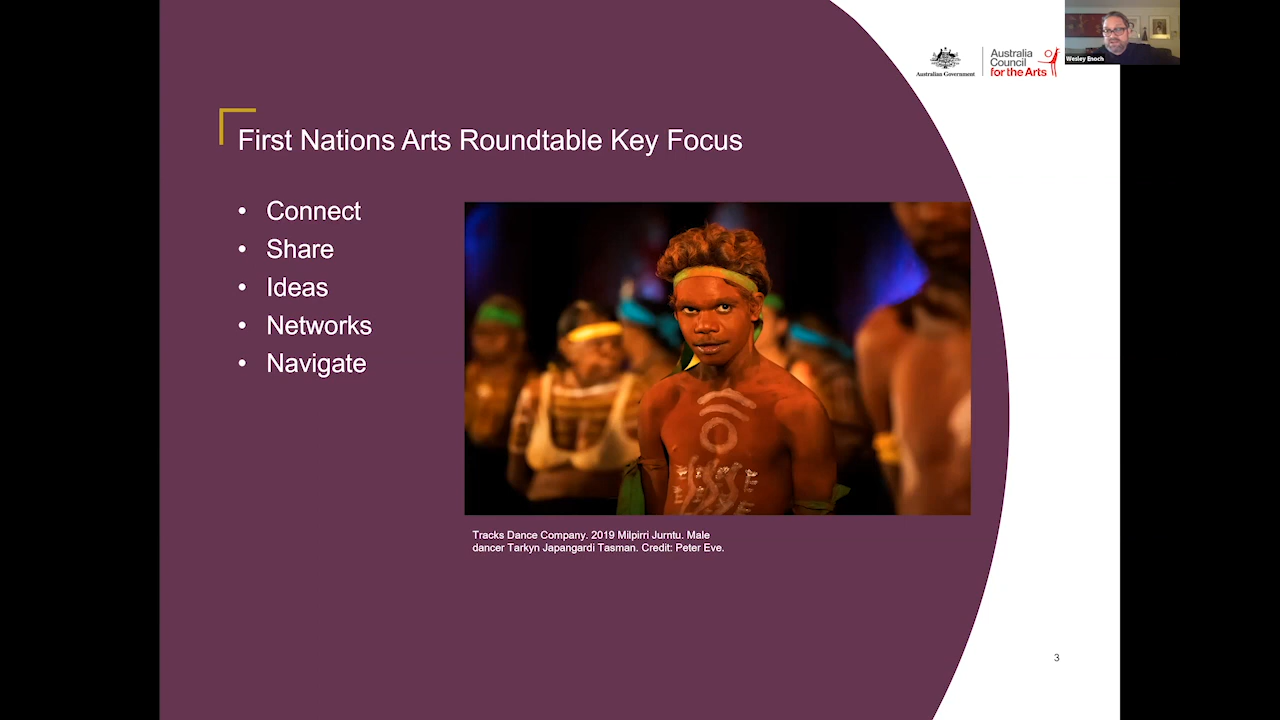 Australian Government
Australia
Council
for the Arts
Wesley Enoch
First Nations Arts Roundtable Key Focus
• Connect
• Share
• Ideas
• Networks
• Navigate
Tracks Dance Company. 2019 Milpirri Jurntu. Male
dancer Tarkyn Japangardi Tasman. Credit: Peter Eve.
3